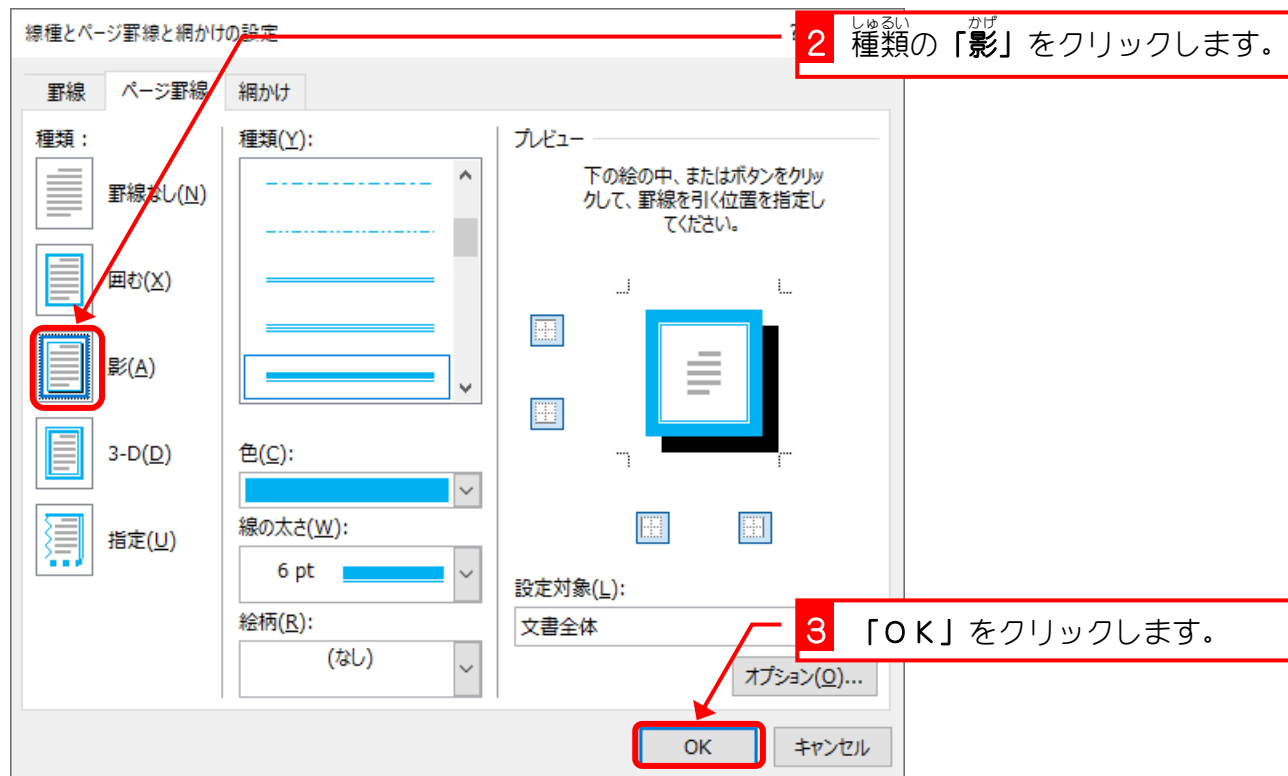 線種とページ罫線と網かけの設定
?
2 種類の「影」をクリックします。
しゅるい かげ
罫線 ページ罫線 網かけ
種類：
罫線なし(N)
囲む(X)
影(A)
3-D(D)
指定(U)
種類(Y):
色(C):
線の太さ(W):
6 pt
絵柄(R):
(なし)
プレビュー
下の絵の中、またはボタンをクリッ
クして、罫線を引く位置を指定し
てください。
設定対象(L):
文書全体
3 「ＯＫ」をクリックします。
オプション(O)...
OK キャンセル